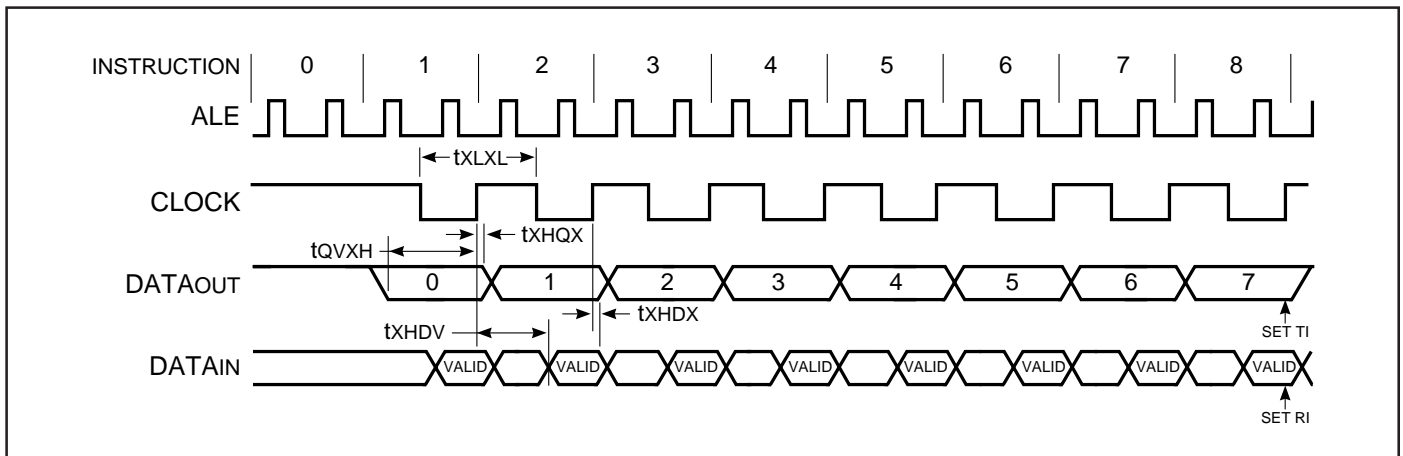 INSTRUCTION 0 1 2 3 4 5 6 7 8
ALE
tXLXL
CLOCK
tXHQX
tQVXH
DATAOUT 0 1 2 3 4 5 6 7
tXHDX
SET TI
tXHDV
DATAIN VALID VALID VALID VALID VALID VALID VALID VALID
SET RI